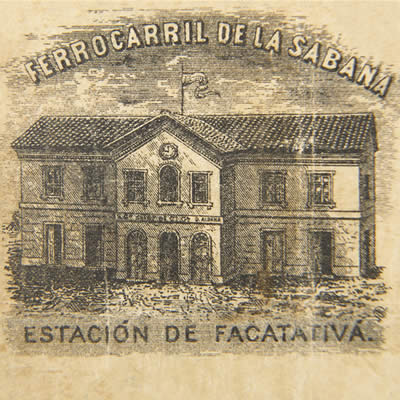 FERROCARRIL DE LA SABANA
ESTACIÓN DE FACATATIVÁ.